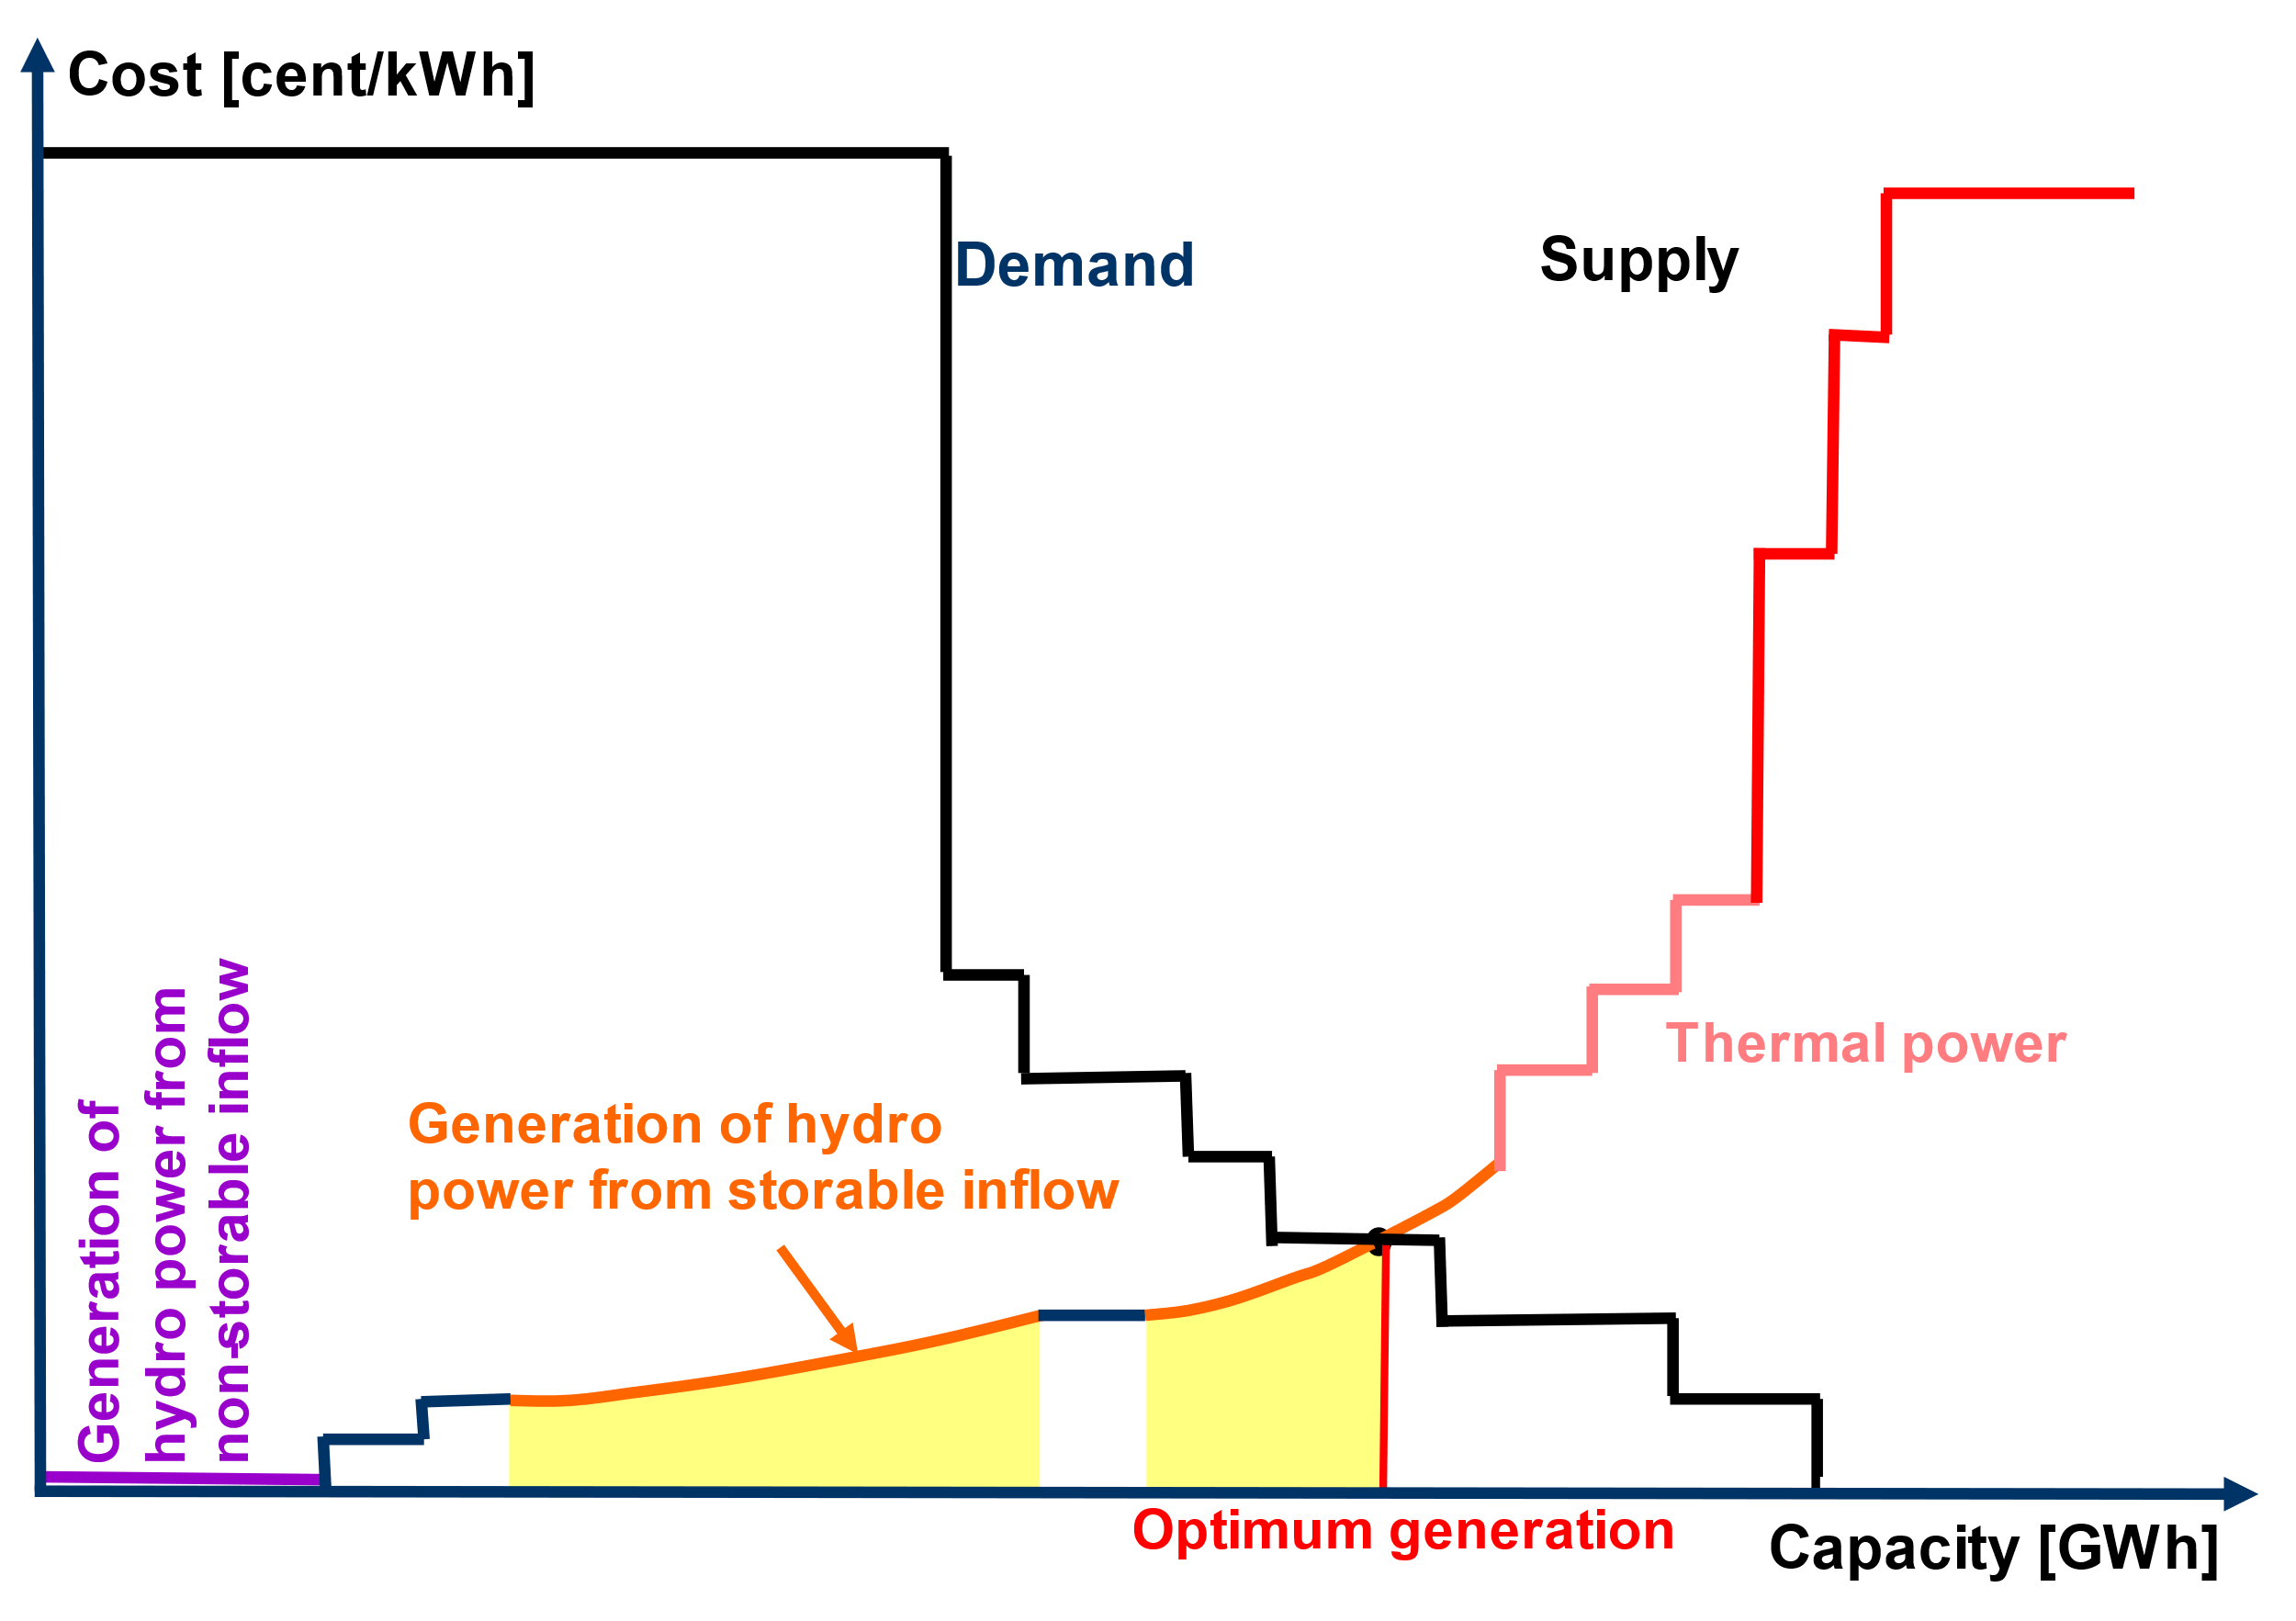 Cost [cent/kWh]
Demand
Supply
Generation of
hydro power from
non-storable inflow
Generation of hydro
power from storable inflow
Thermal power
Optimum generation
Capacity [GWh]